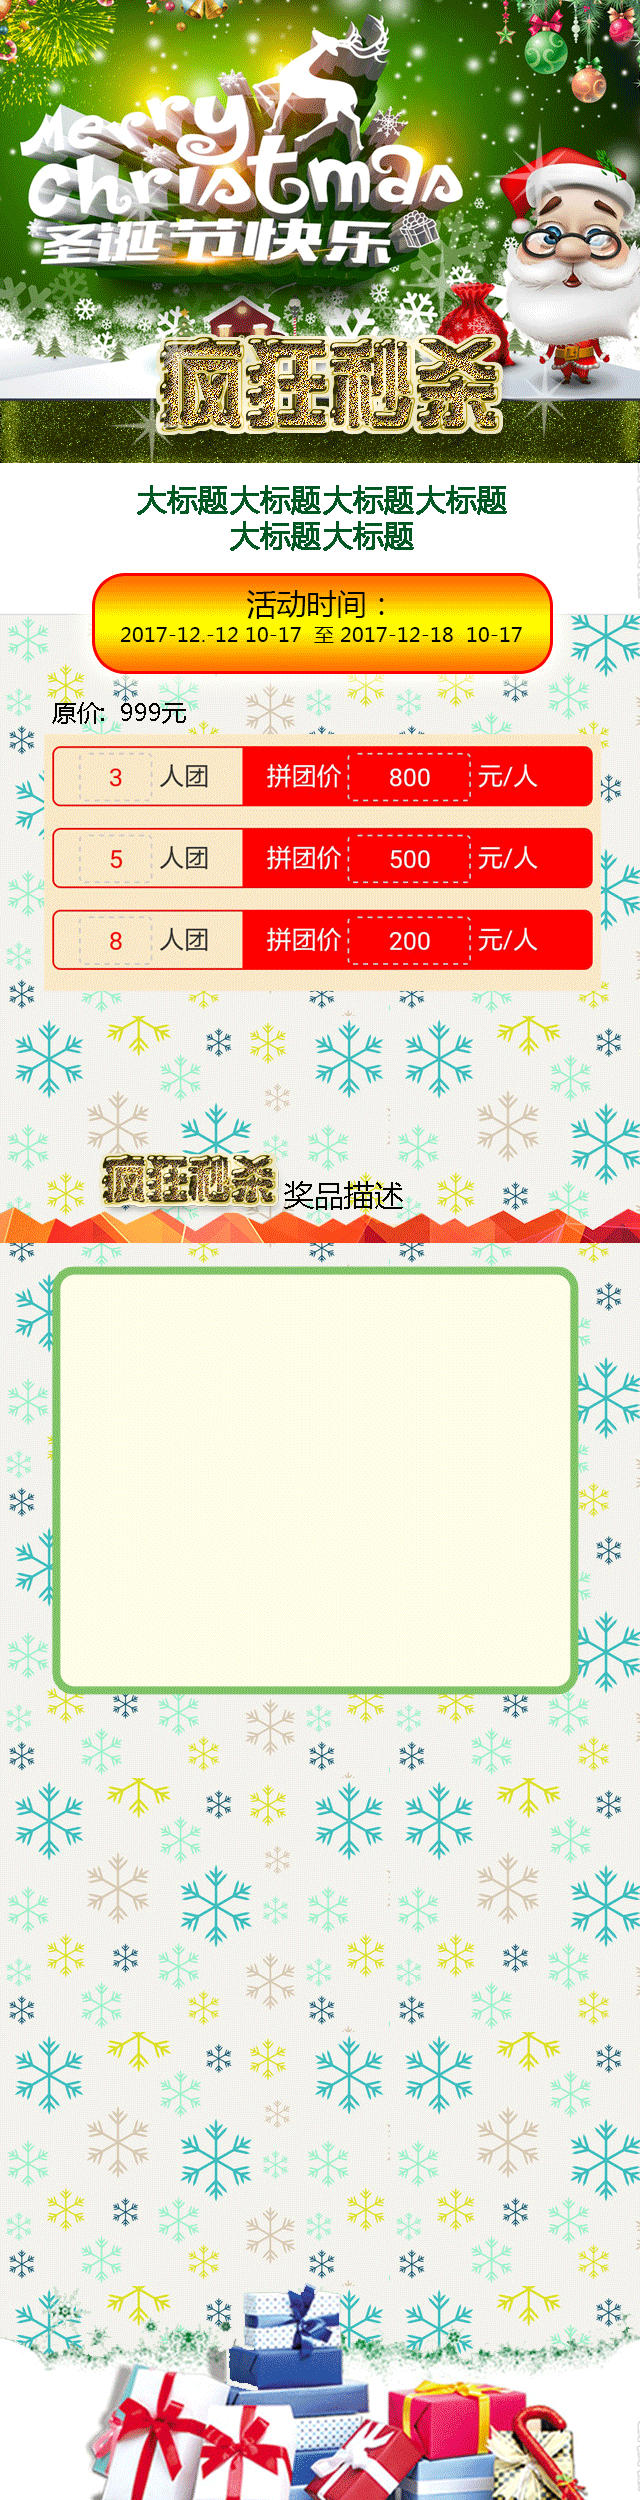 Merry
christmas
圣诞节快乐
疯狂秒杀
大标题大标题大标题大标题
大标题大标题
活动时间：
2017-12.-12 10-17 至 2017-12-18 10-17
原价: 999元
3 人团 拼团价 800 元/人
5 人团 拼团价 500 元/人
8 人团 拼团价 200 元/人
疯狂秒杀 奖品描述